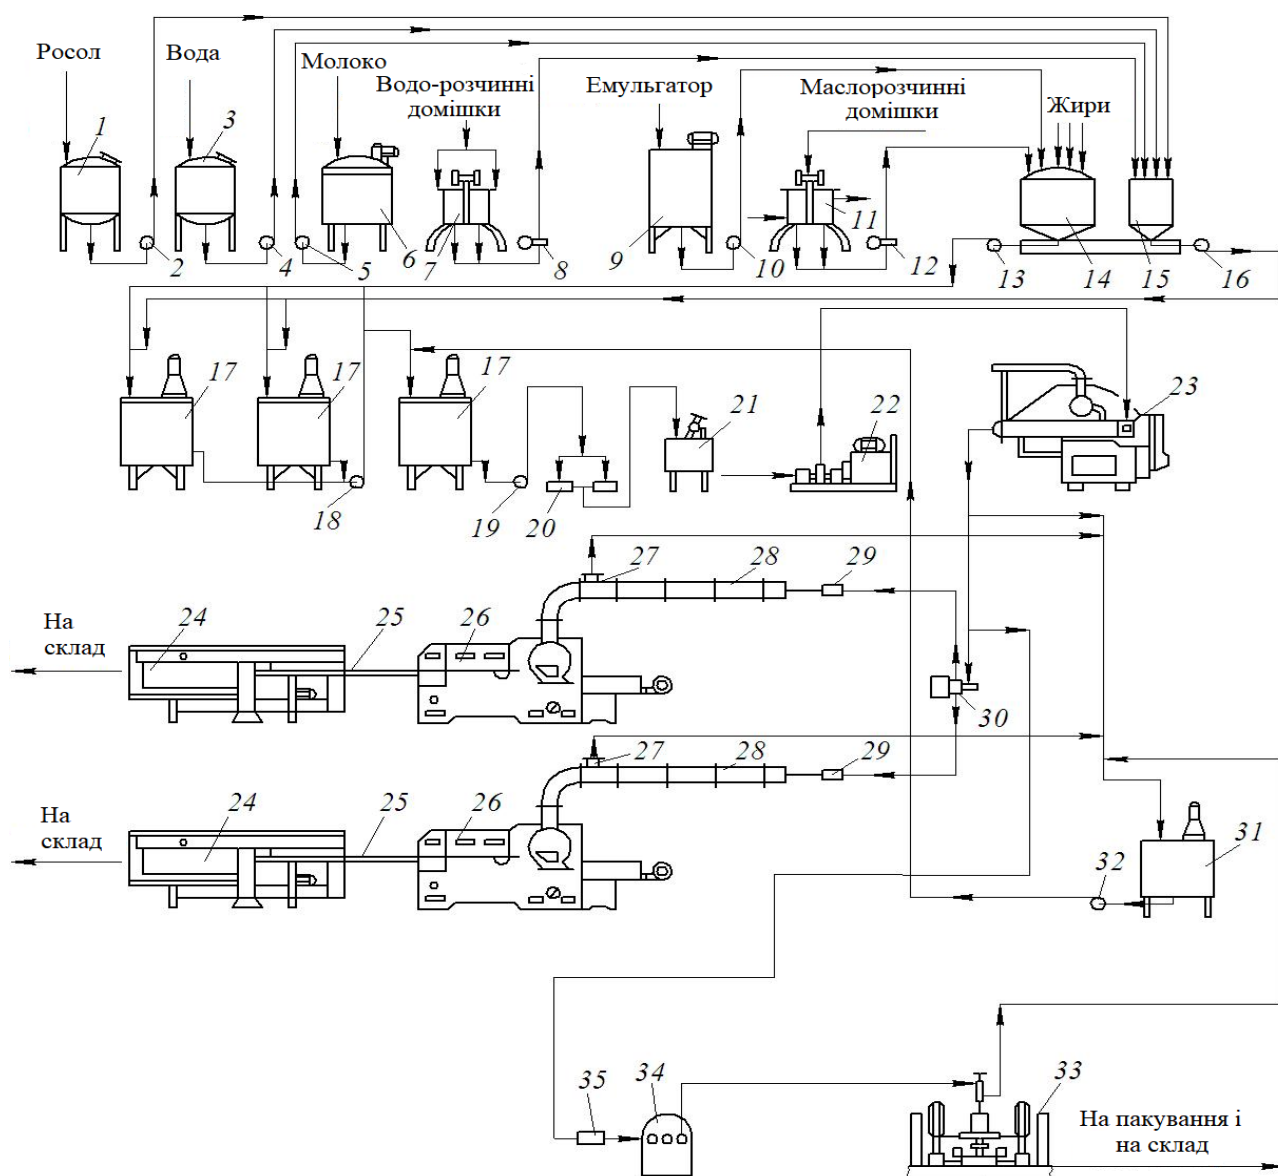 Росол
Вода
Молоко
Водо-розчинні
домішки
Емульгатор
Маслорозчинні
домішки
Жири
1
3
2
4
5
6
7
8
9
10
11
12
13
14
15
16
17
17
17
18
19
20
21
22
23
27
28
29
На
склад
24
25
26
30
27
28
29
На
склад
24
25
26
31
32
35
34
33
На пакування і
на склад